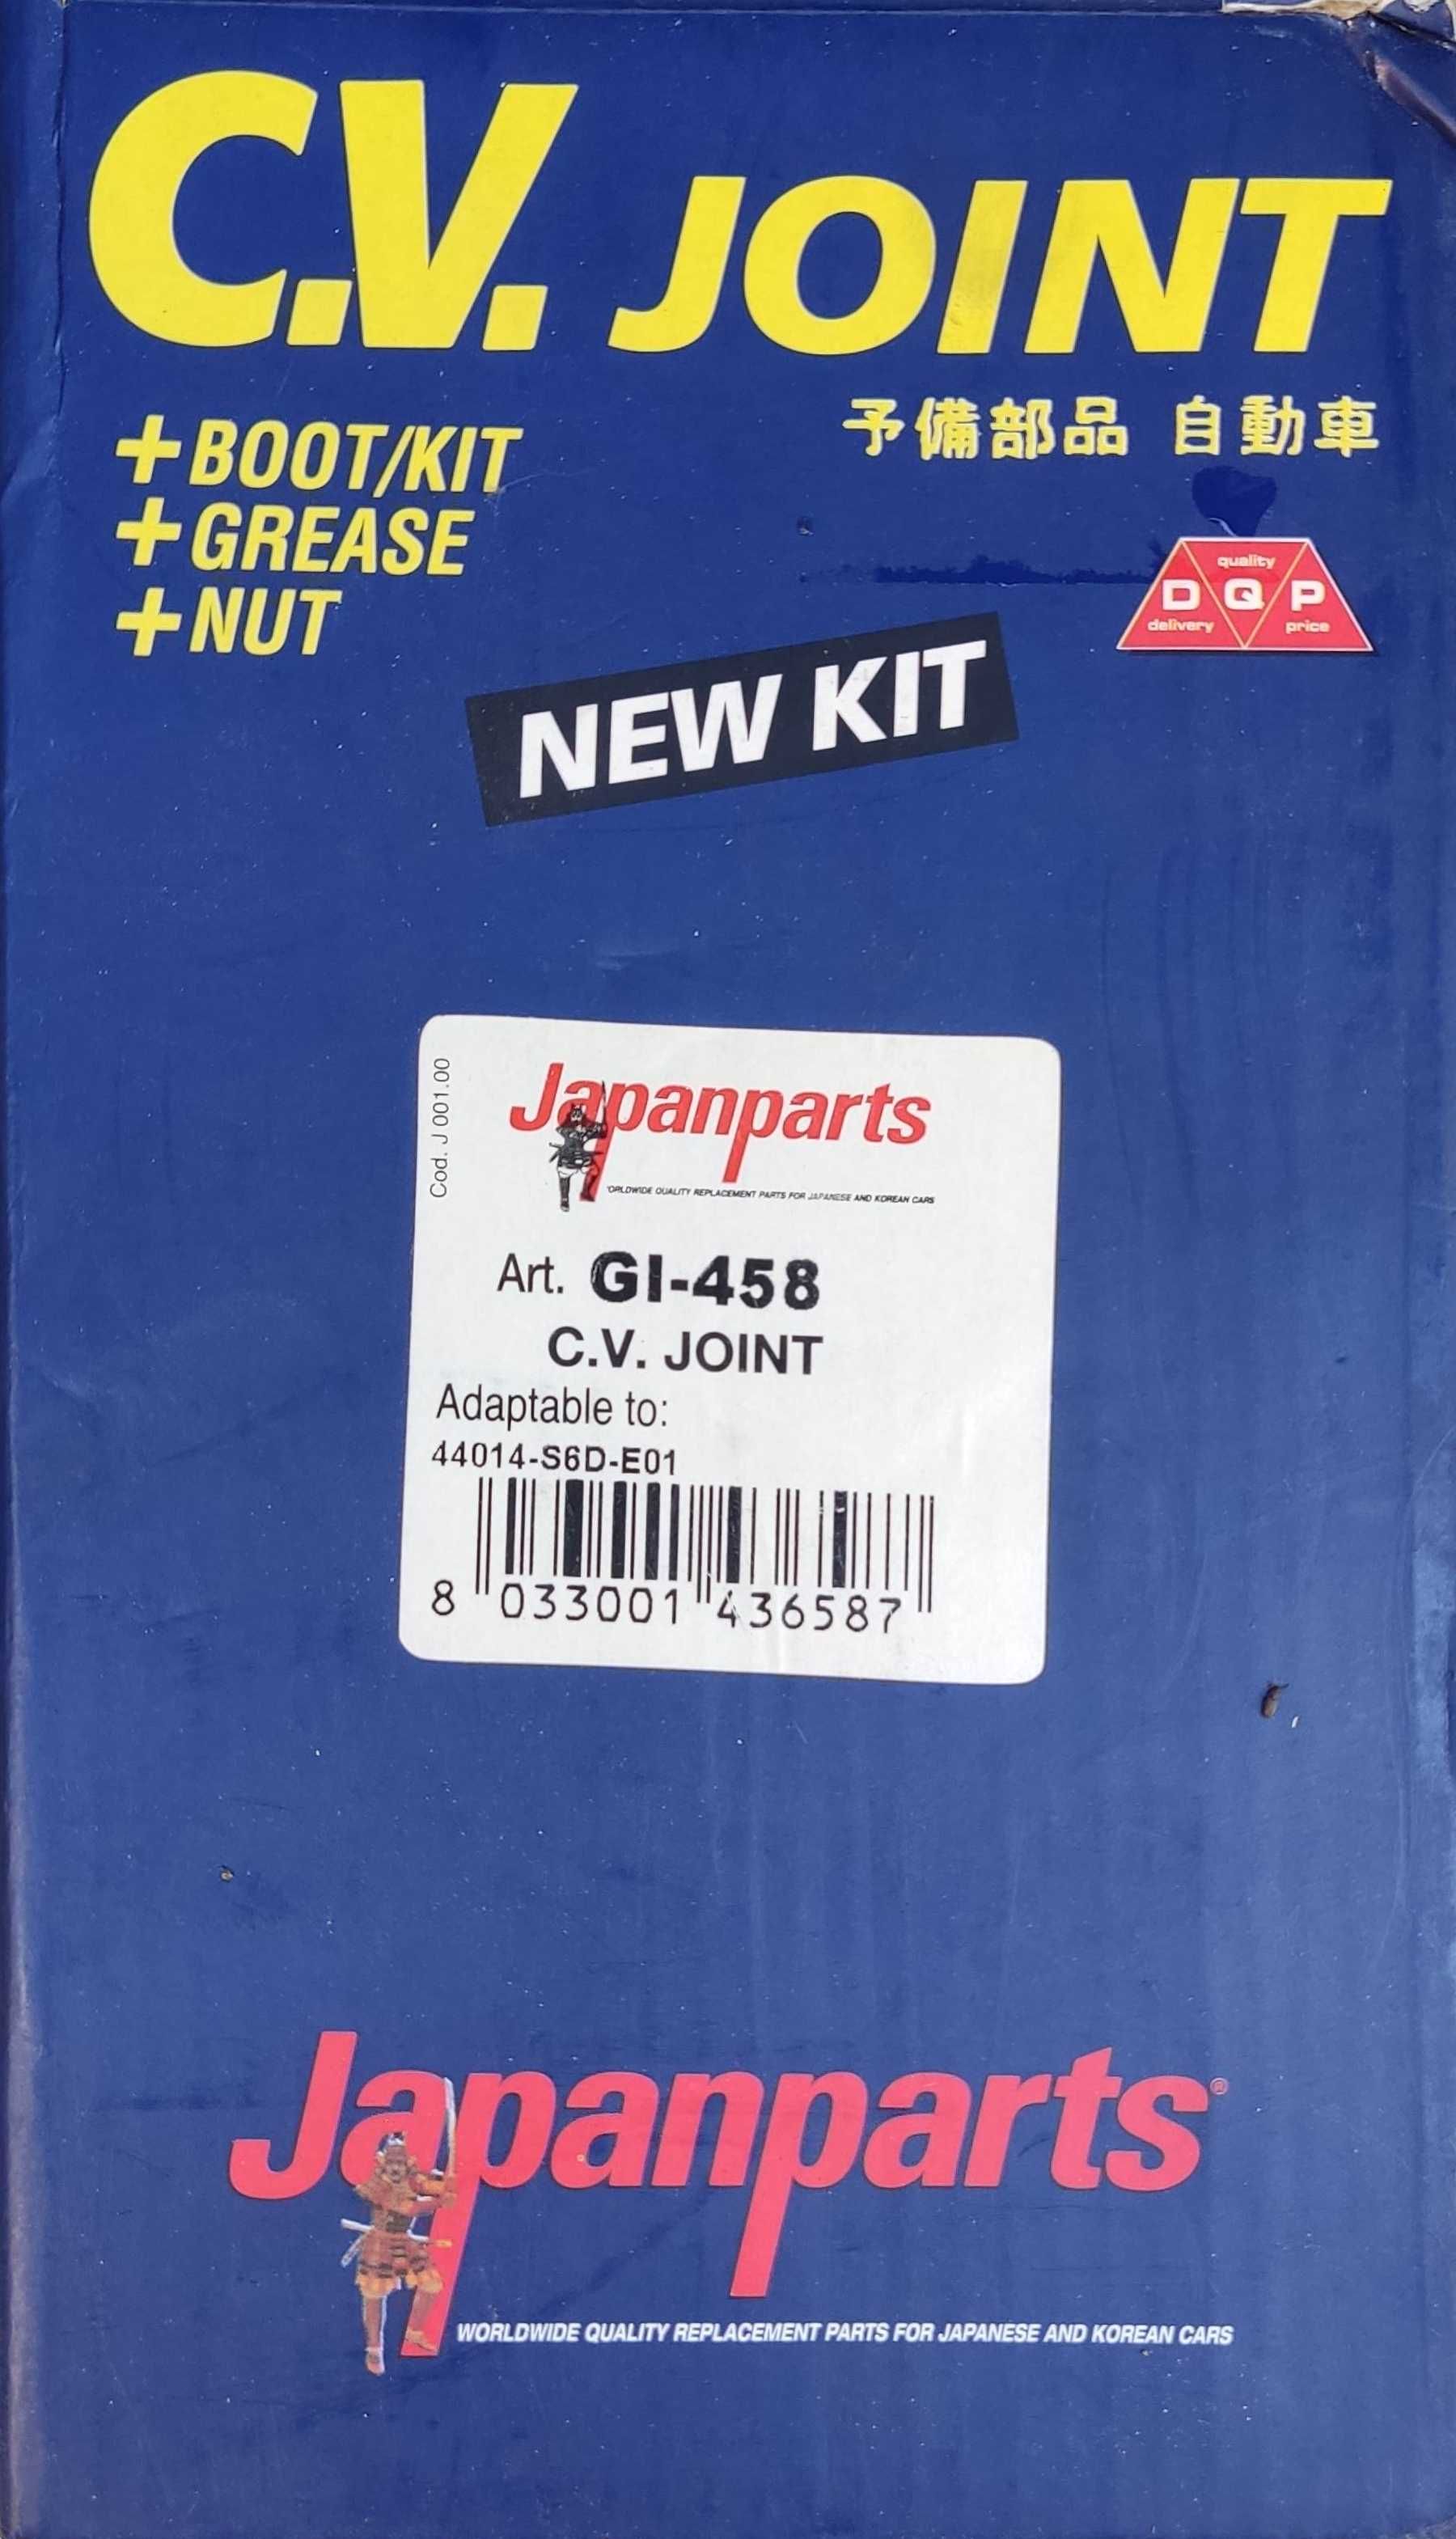 C.V. JOINT
+BOOT/KIT
+GREASE
+NUT
予備部品 自動車
quality
D Q P
delivery price
NEW KIT
Cod. J 001.00
Japanparts
ORLDWIDE QUALITY REPLACEMENT PARTS FOR JAPANESE AND KOREAN CARS
Art. GI-458
C.V. JOINT
Adaptable to:
44014-S6D-E01
8 033001 436587
Japanparts®
WORLDWIDE QUALITY REPLACEMENT PARTS FOR JAPANESE AND KOREAN CARS